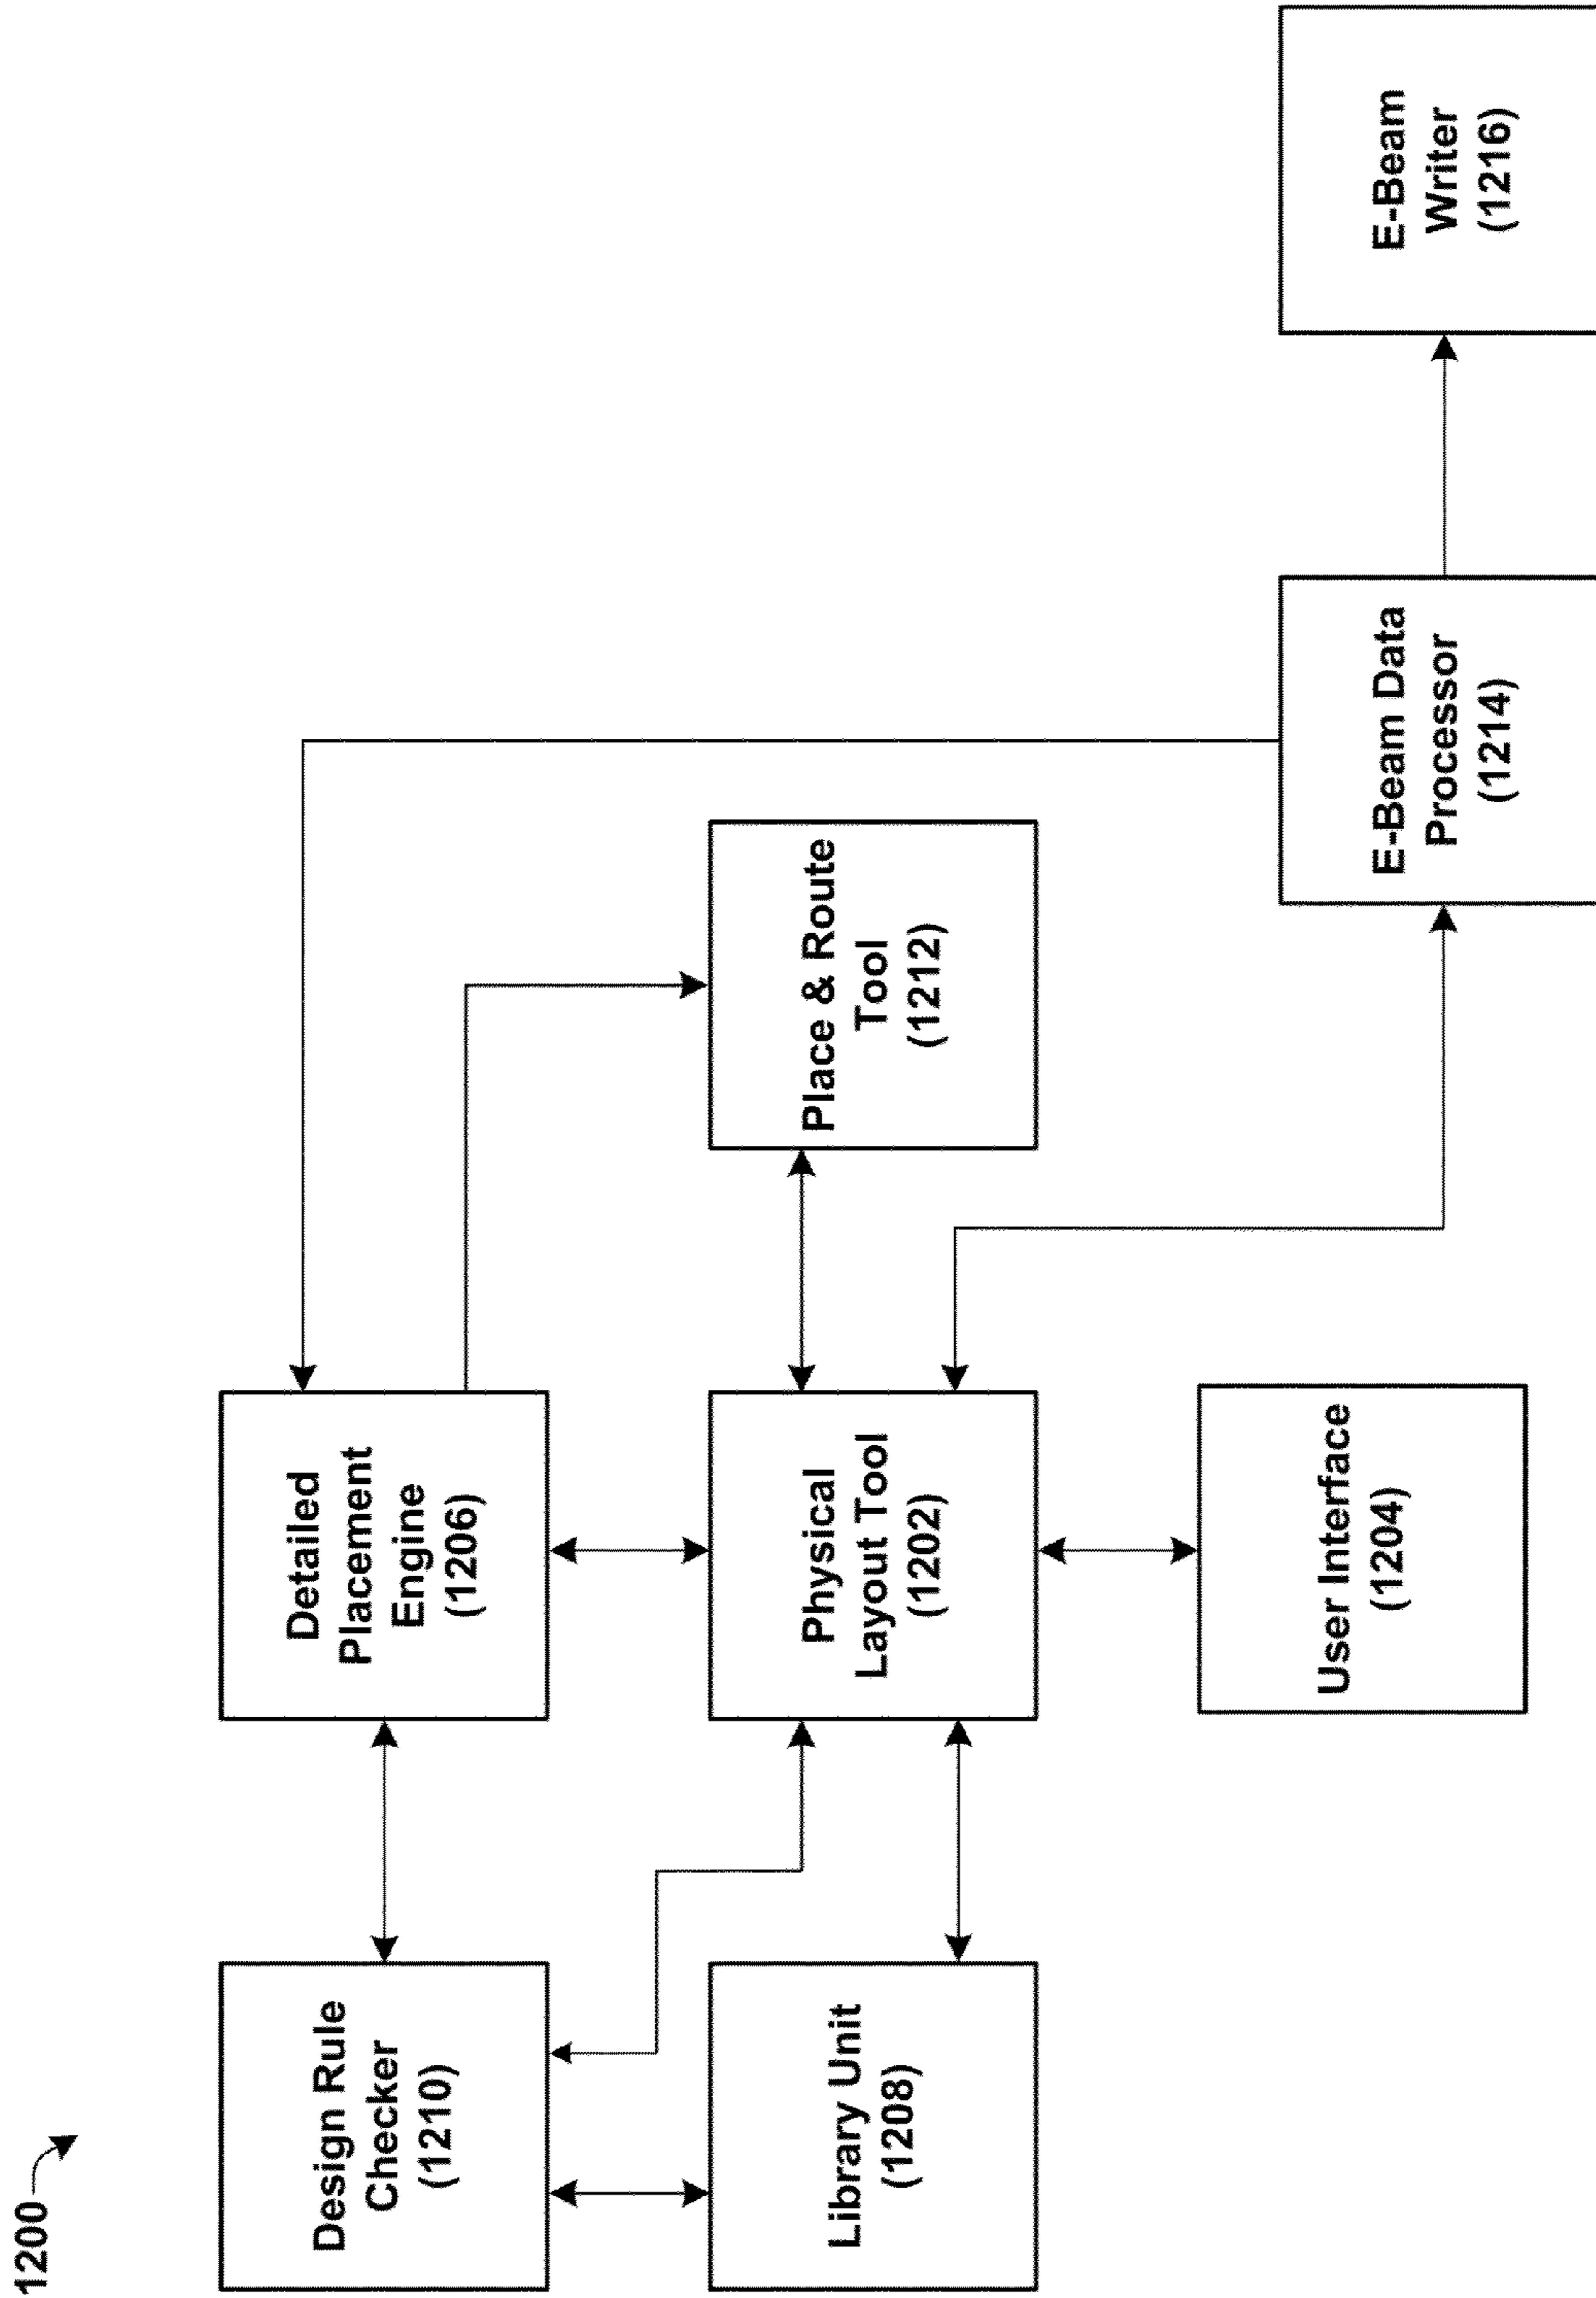 1200
Design Rule
Checker
(1210)
Detailed
Placement
Engine
(1206)
Library Unit
(1208)
Physical
Layout Tool
(1202)
Place & Route
Tool
(1212)
User Interface
(1204)
E-Beam Data
Processor
(1214)
E-Beam
Writer
(1216)